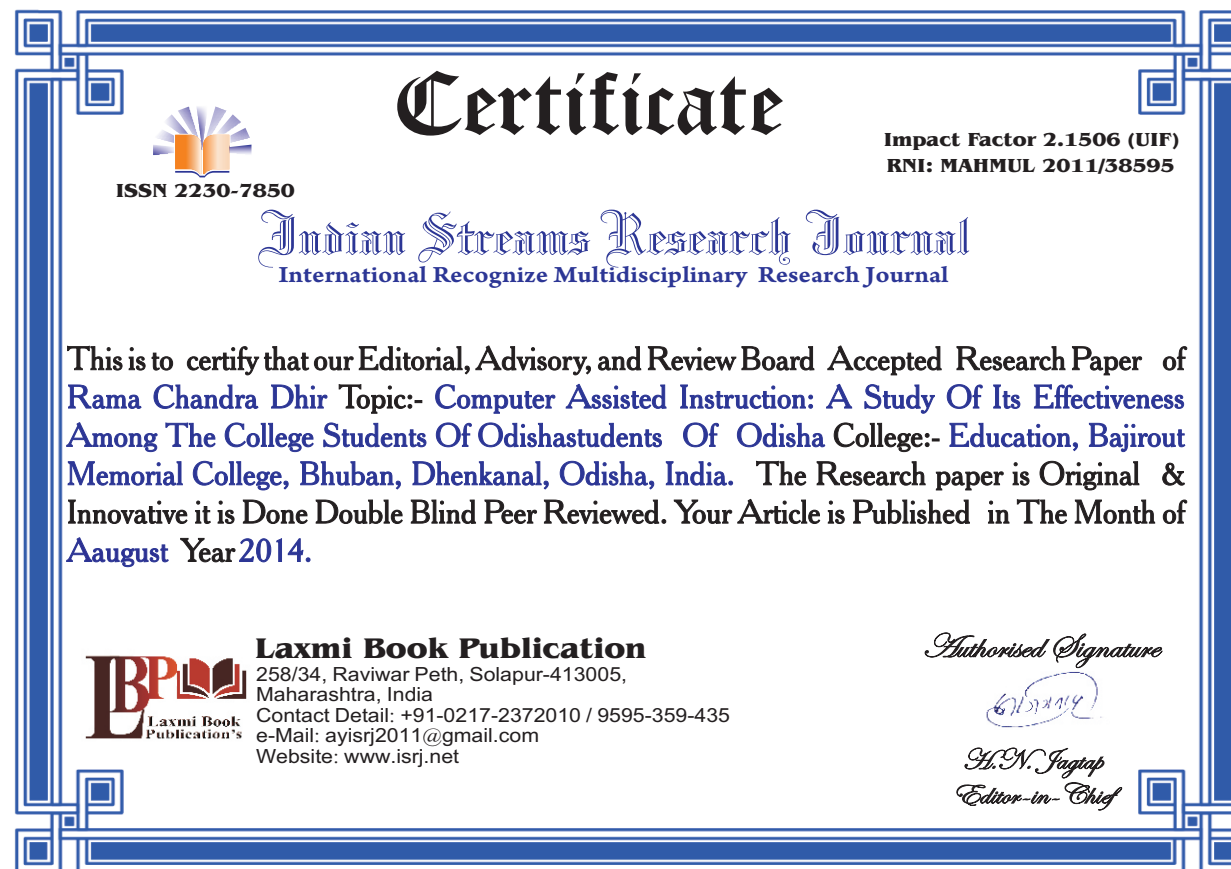 Certificate
Impact Factor 2.1506 (UIF)
RNI: MAHMUL 2011/38595
ISSN 2230-7850
Indian Streams Research Journal
International Recognize Multidisciplinary Research Journal
This is to certify that our Editorial, Advisory, and Review Board Accepted Research Paper of
Rama Chandra Dhir Topic:- Computer Assisted Instruction: A Study Of Its Effectiveness
Among The College Students Of Odishastudents Of Odisha College:- Education, Bajirout
Memorial College, Bhuban, Dhenkanal, Odisha, India. The Research paper is Original &
Innovative it is Done Double Blind Peer Reviewed. Your Article is Published in The Month of
Aaugust Year 2014.
LBP
Laxmi Book
Publication's
Laxmi Book Publication
258/34, Raviwar Peth, Solapur-413005,
Maharashtra, India
Contact Detail: +91-0217-2372010 / 9595-359-435
e-Mail: ayisrj2011@gmail.com
Website: www.isrj.net
Authorised Signature
H.N. Jagtap
Editor-in-Chief